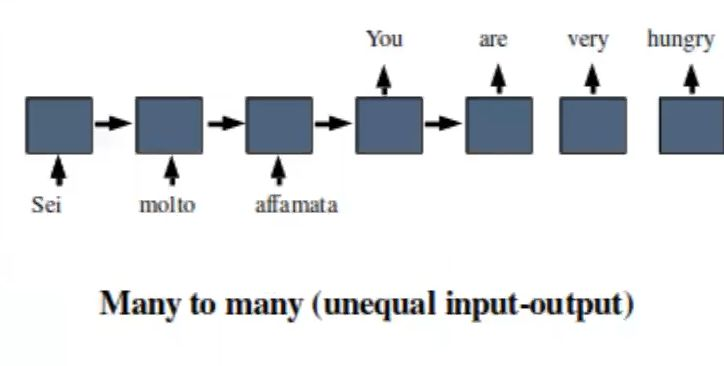 You are very hungry
Sei molto affamata
Many to many (unequal input-output)